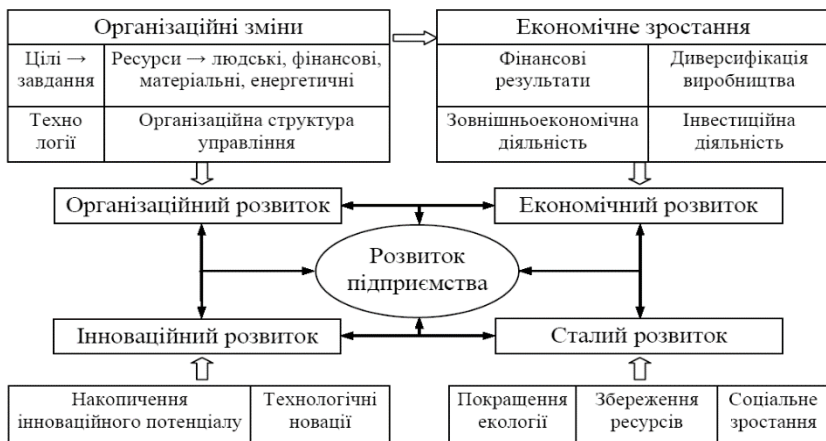 Організаційні зміни
Цілі →
завдання
Ресурси → людські, фінансові,
матеріальні, енергетичні
Техно
логії
Організаційна структура
управління
Економічне зростання
Фінансові
результати
Диверсифікація
виробництва
Зовнішньоекономічна
діяльність
Інвестиційна
діяльність
Організаційний розвиток
Економічний розвиток
Розвиток
підприємства
Інноваційний розвиток
Сталий розвиток
Накопичення
інноваційного потенціалу
Технологічні
новації
Покращення
екології
Збереження
ресурсів
Соціальне
зростання